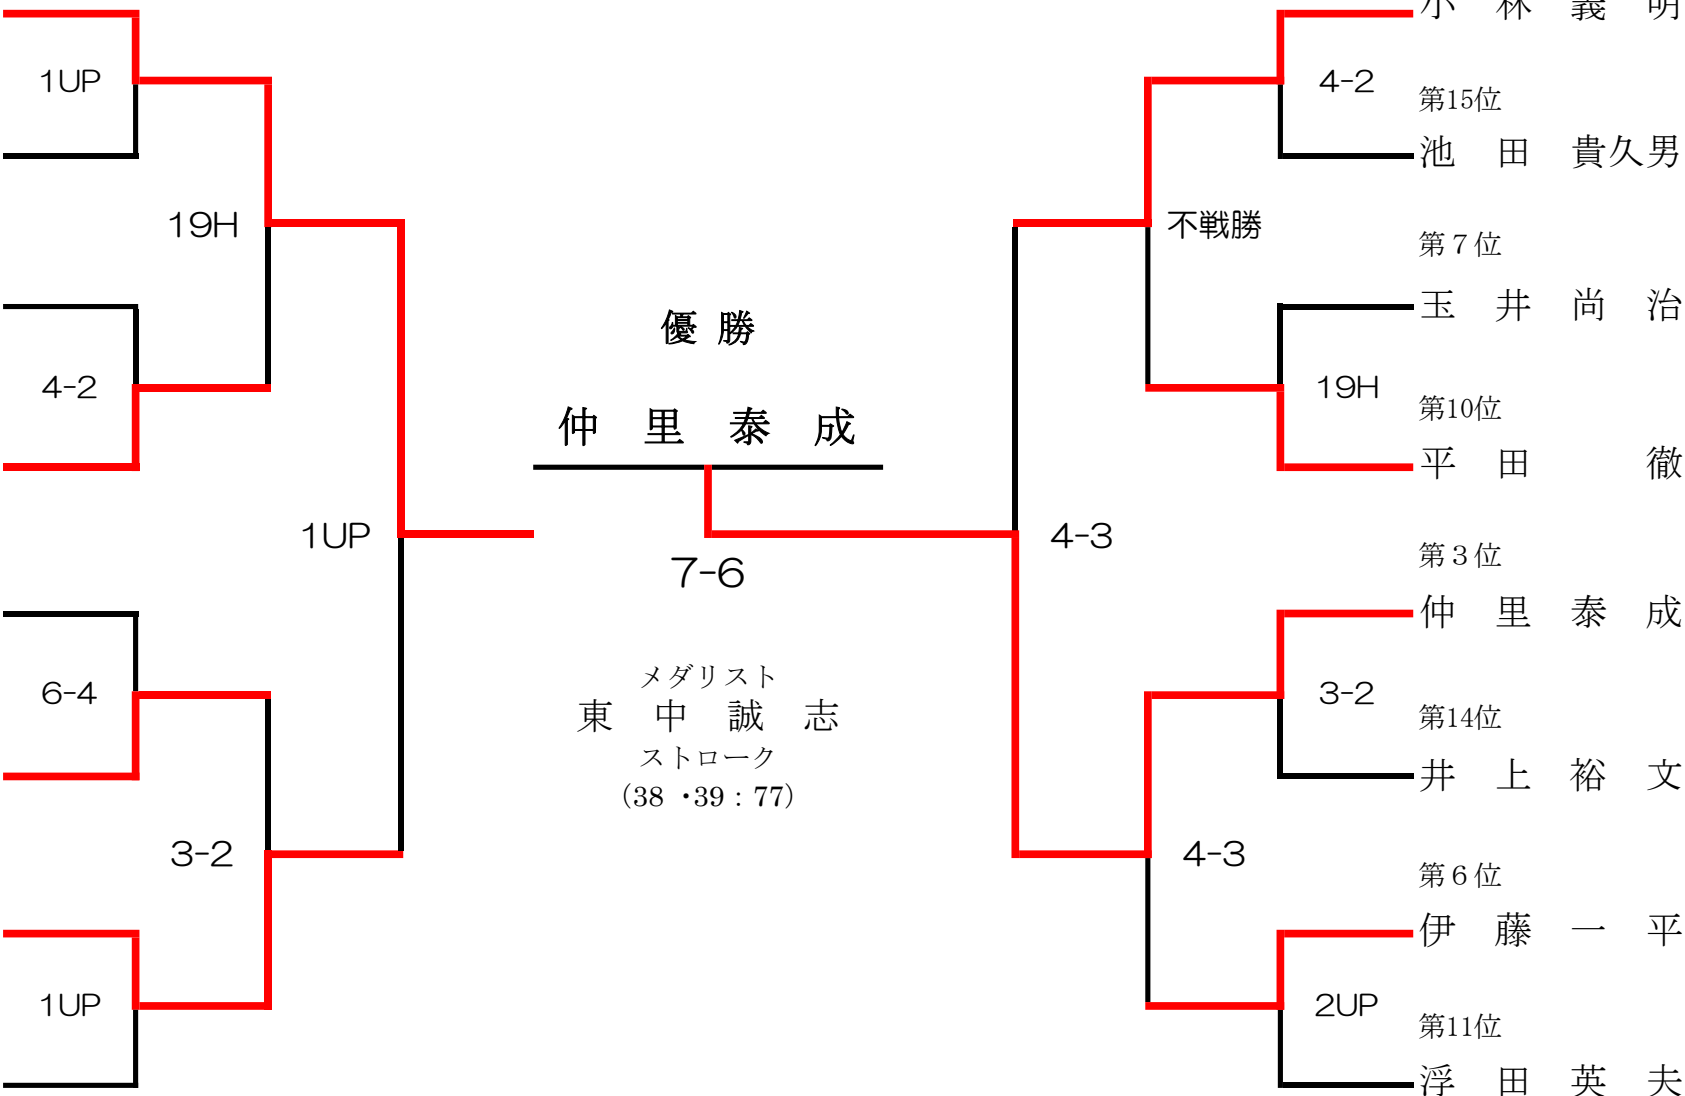 小 林 義 明
1UP
4-2
第15位
池 田 貴久男
19H
不戦勝
第７位
玉 井 尚 治
優 勝
4-2
19H
第10位
仲 里 泰 成
平 田 徹
1UP
4-3
第３位
7-6
仲 里 泰 成
メダリスト
6-4
3-2
東 中 誠 志
第14位
ストローク
井 上 裕 文
(38 ・39 : 77)
3-2
4-3
第６位
伊 藤 一 平
1UP
2UP
第11位
浮 田 英 夫